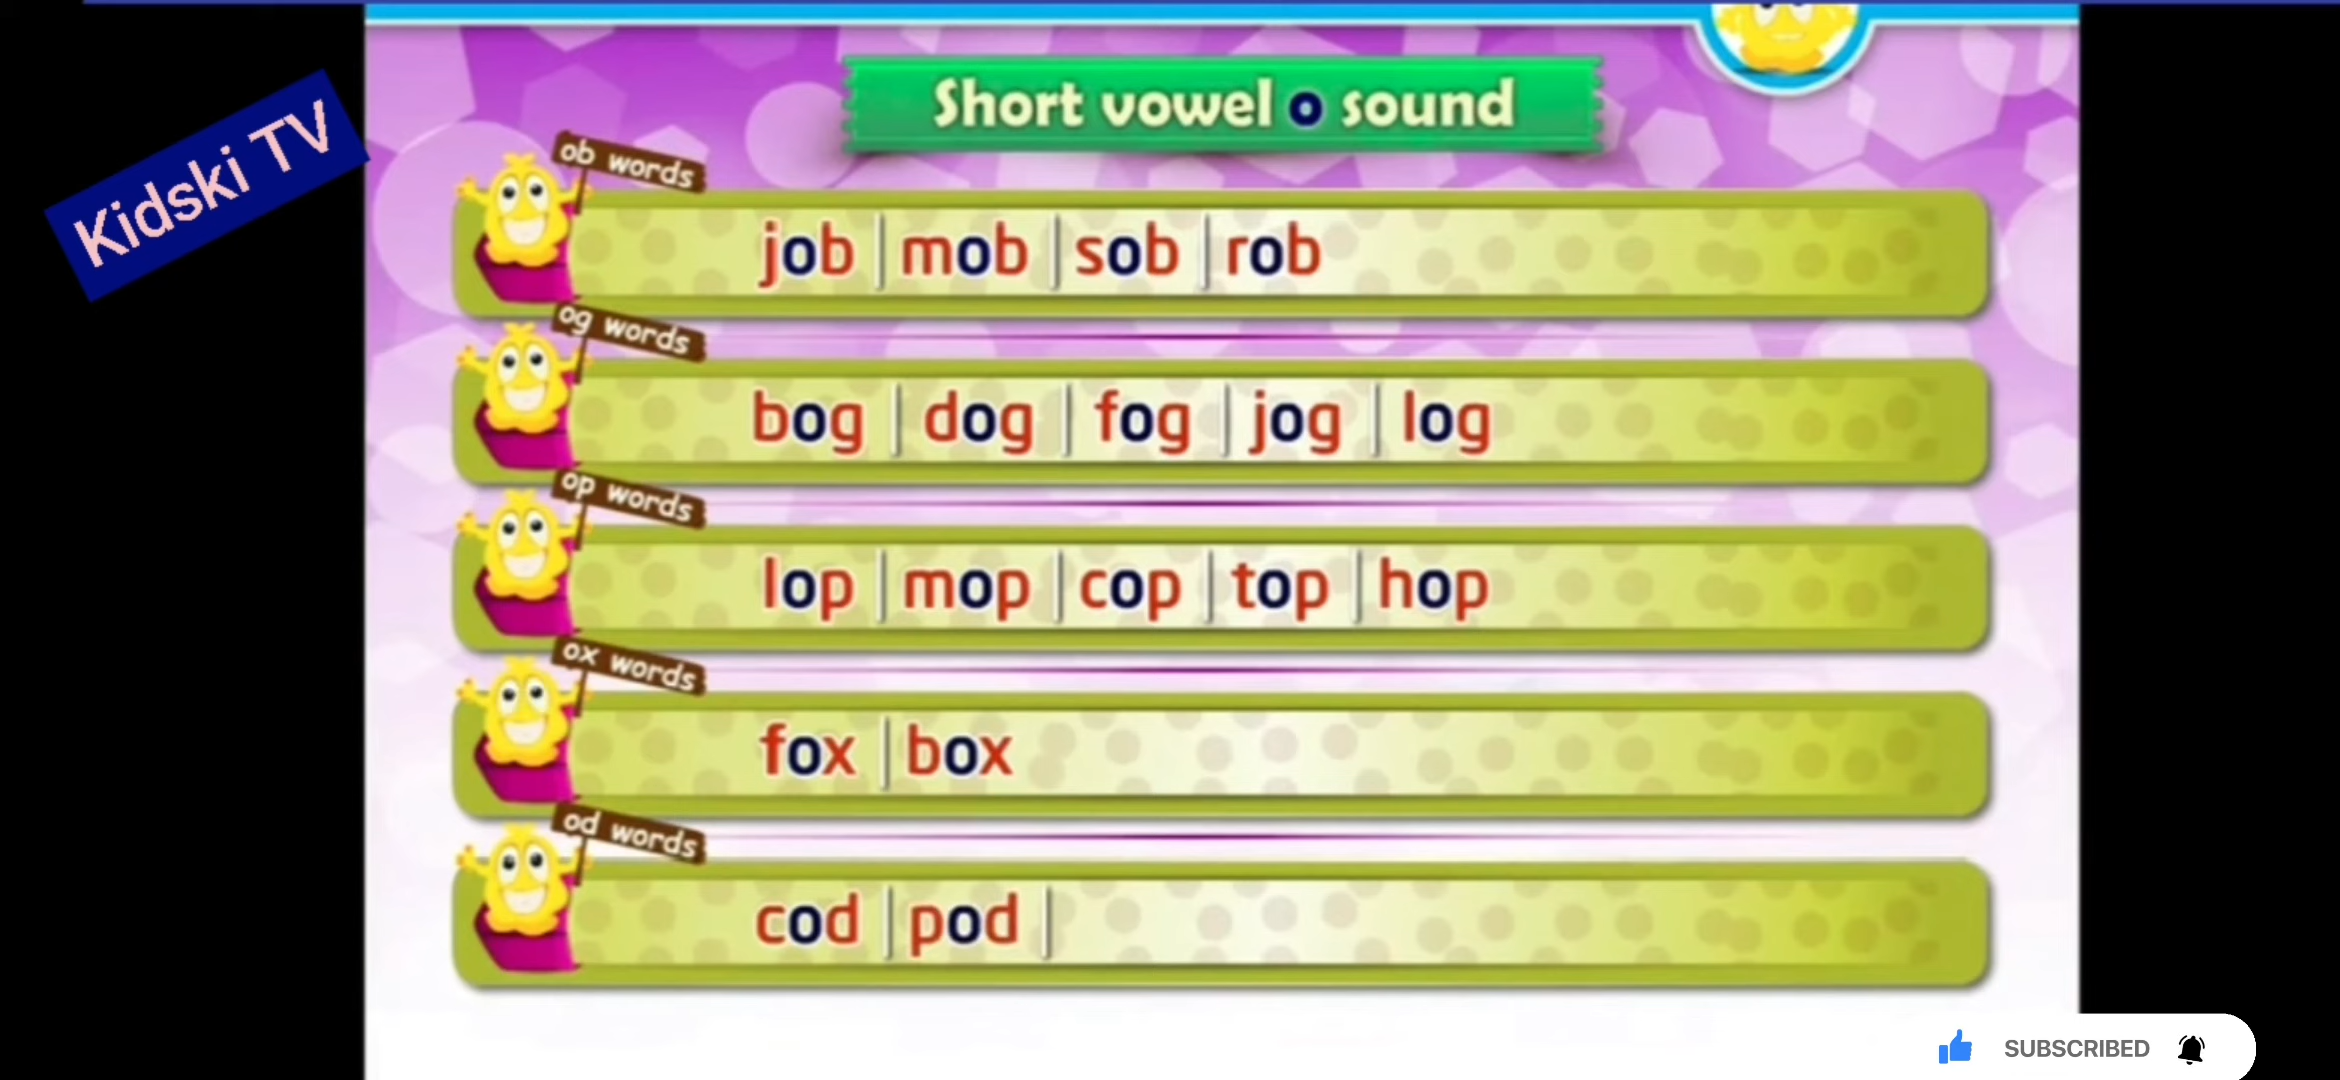 Kidski TV
Short vowel o sound
ob words
job | mob | sob | rob
og words
bog | dog | fog | jog | log
op words
lop | mop | cop | top | hop
ox words
fox | box
od words
cod | pod |
SUBSCRIBED